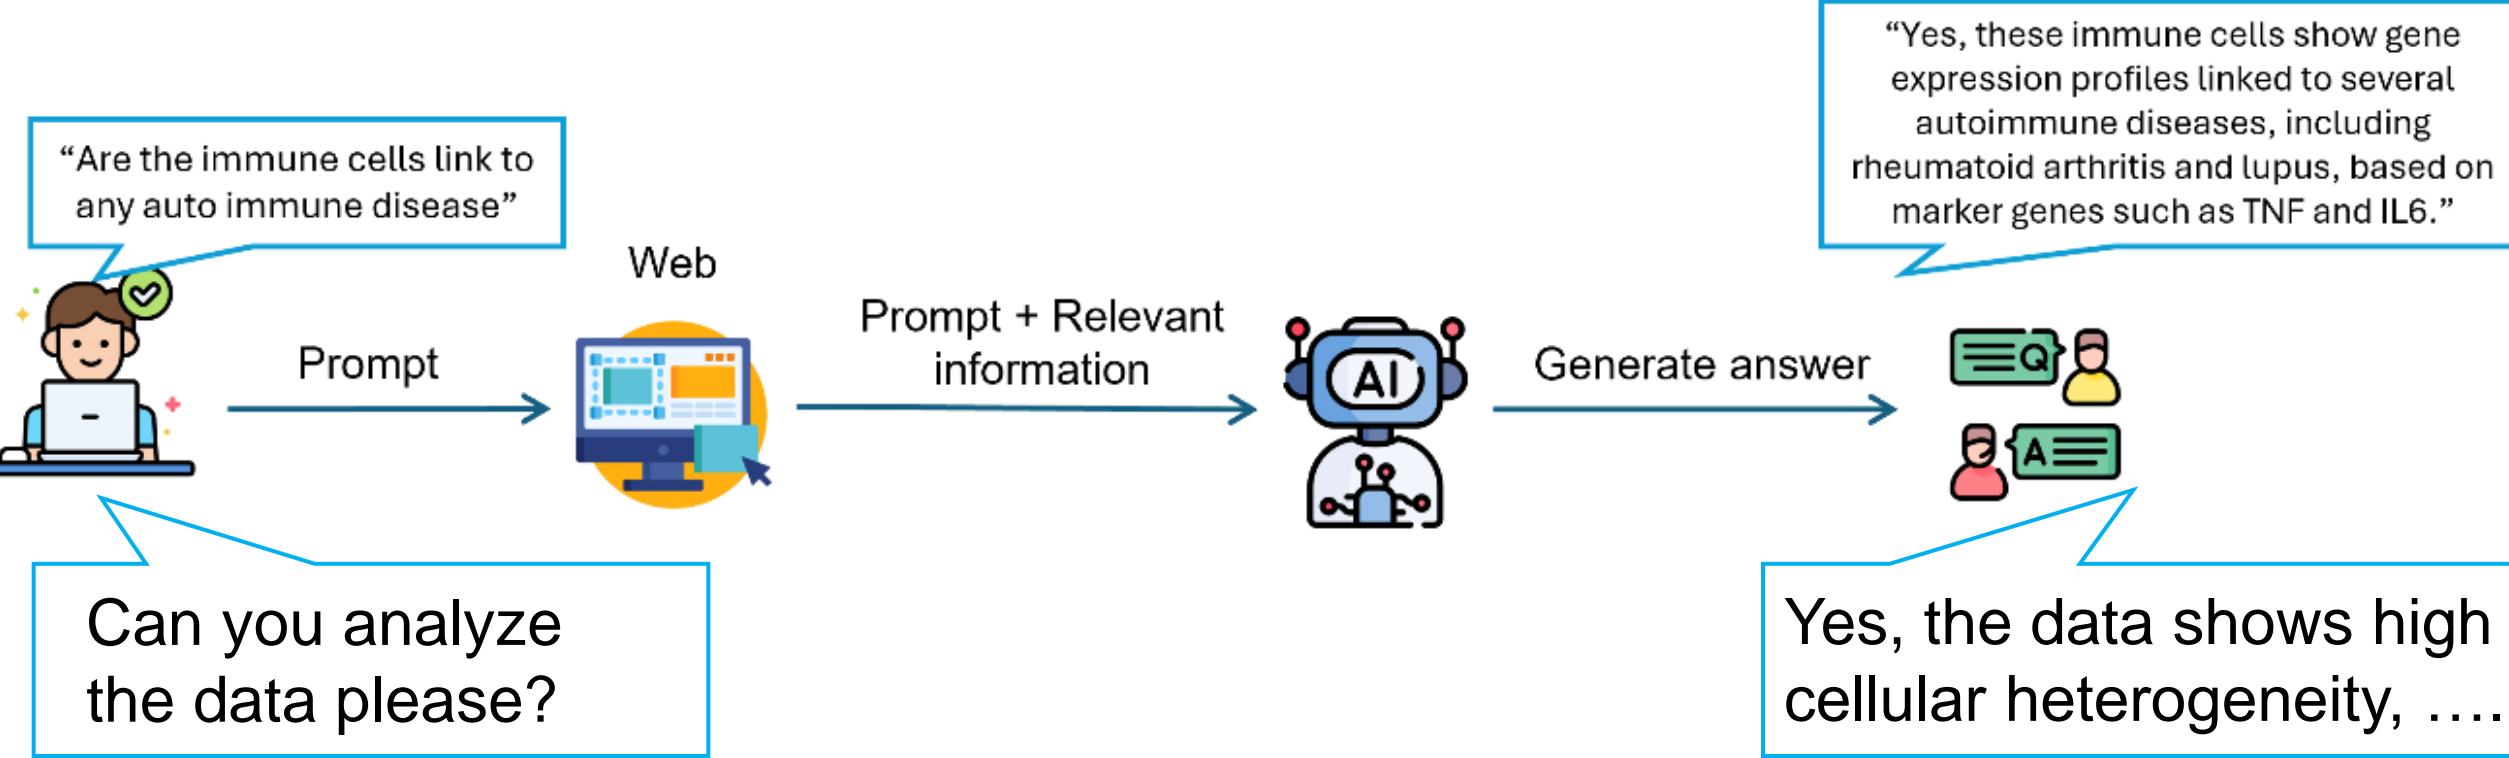 “Are the immune cells link to
any auto immune disease”
Prompt
Web
Prompt + Relevant
information
AI
Generate answer
“Yes, these immune cells show gene
expression profiles linked to several
autoimmune diseases, including
rheumatoid arthritis and lupus, based on
marker genes such as TNF and IL6.”
Q
A
Can you analyze
the data please?
Yes, the data shows high
cellular heterogeneity, ….